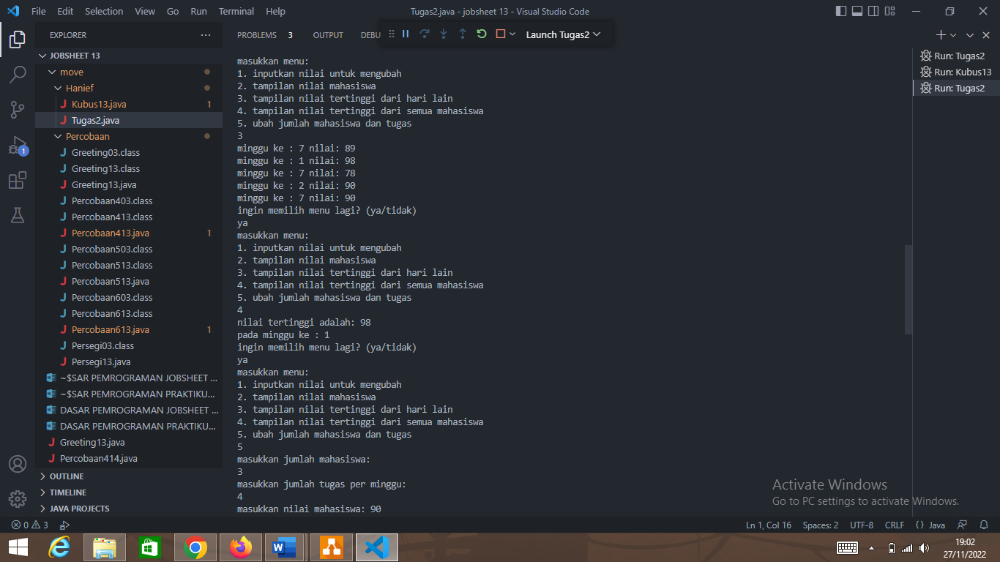 File Edit Selection View Go Run Terminal Help
Tugas2.java - jobsheet 13 - Visual Studio Code
EXPLORER
PROBLEMS 3 OUTPUT DEBU
Launch Tugas2
JOBSHEET 13
move
Hanief
Kubus13.java 1
Tugas2.java
Percobaan
Greeting03.class
Greeting13.class
Greeting13.java
Percobaan403.class
Percobaan413.class
Percobaan413.java 1
Percobaan503.class
Percobaan513.class
Percobaan513.java
Percobaan603.class
Percobaan613.class
Percobaan613.java 1
Persegi03.class
Persegi13.java
~$SAR PEMROGRAMAN JOBSHEET ...
~$SAR PEMROGRAMAN PRAKTIKU...
DASAR PEMROGRAMAN JOBSHEET ...
DASAR PEMROGRAMAN PRAKTIKU...
Greeting13.java
Percobaan414.java
OUTLINE
TIMELINE
JAVA PROJECTS
1
masukkan menu:
1. inputkan nilai untuk mengubah
2. tampilan nilai mahasiswa
3. tampilan nilai tertinggi dari hari lain
4. tampilan nilai tertinggi dari semua mahasiswa
5. ubah jumlah mahasiswa dan tugas
3
minggu ke : 7 nilai: 89
minggu ke : 1 nilai: 98
minggu ke : 7 nilai: 78
minggu ke : 2 nilai: 90
minggu ke : 7 nilai: 90
ingin memilih menu lagi? (ya/tidak)
ya
masukkan menu:
1. inputkan nilai untuk mengubah
2. tampilan nilai mahasiswa
3. tampilan nilai tertinggi dari hari lain
4. tampilan nilai tertinggi dari semua mahasiswa
5. ubah jumlah mahasiswa dan tugas
4
nilai tertinggi adalah: 98
pada minggu ke : 1
ingin memilih menu lagi? (ya/tidak)
ya
masukkan menu:
1. inputkan nilai untuk mengubah
2. tampilan nilai mahasiswa
3. tampilan nilai tertinggi dari hari lain
4. tampilan nilai tertinggi dari semua mahasiswa
5. ubah jumlah mahasiswa dan tugas
5
masukkan jumlah mahasiswa:
3
masukkan jumlah tugas per minggu:
4
masukkan nilai mahasiswa: 90
Run: Tugas2
Run: Kubus13
Run: Tugas2
Activate Windows
Go to PC settings to activate Windows.
0 3
Ln 1, Col 16 Spaces: 2 UTF-8 CRLF {} Java
19:02
27/11/2022